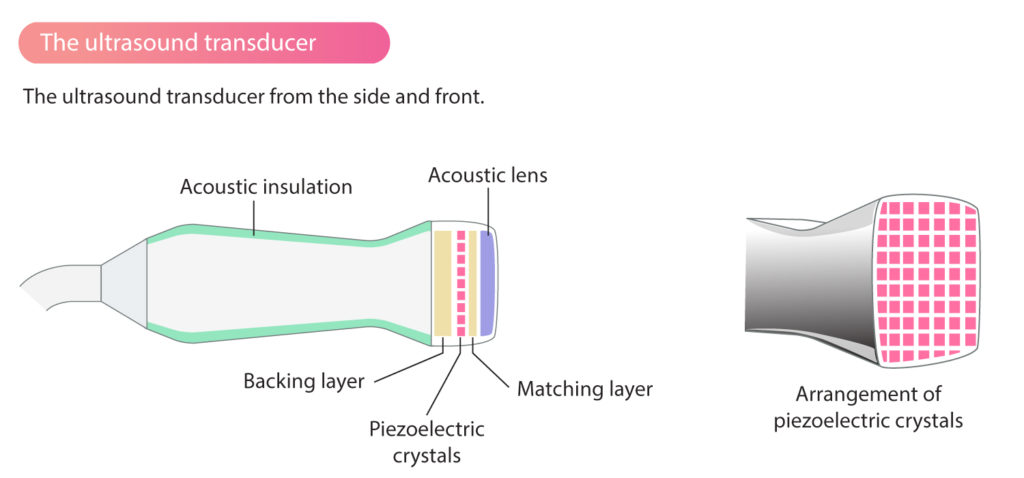 The ultrasound transducer
The ultrasound transducer from the side and front.
Acoustic insulation
Acoustic lens
Backing layer
Piezoelectric
crystals
Matching layer
Arrangement of
piezoelectric crystals